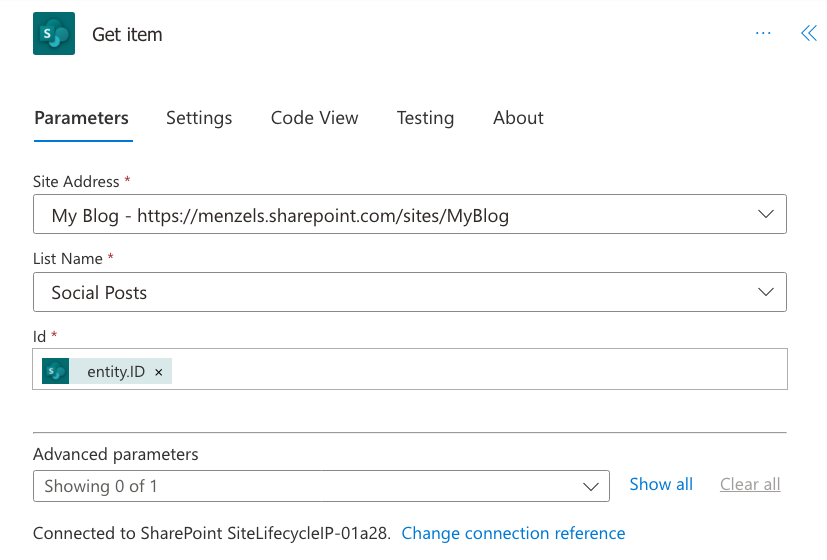 Get item
Parameters Settings Code View Testing About
Site Address *
My Blog - https://menzels.sharepoint.com/sites/MyBlog
List Name *
Social Posts
Id *
S entity.ID ×
Advanced parameters
Showing 0 of 1 Show all Clear all
Connected to SharePoint SiteLifecycleIP-01a28. Change connection reference